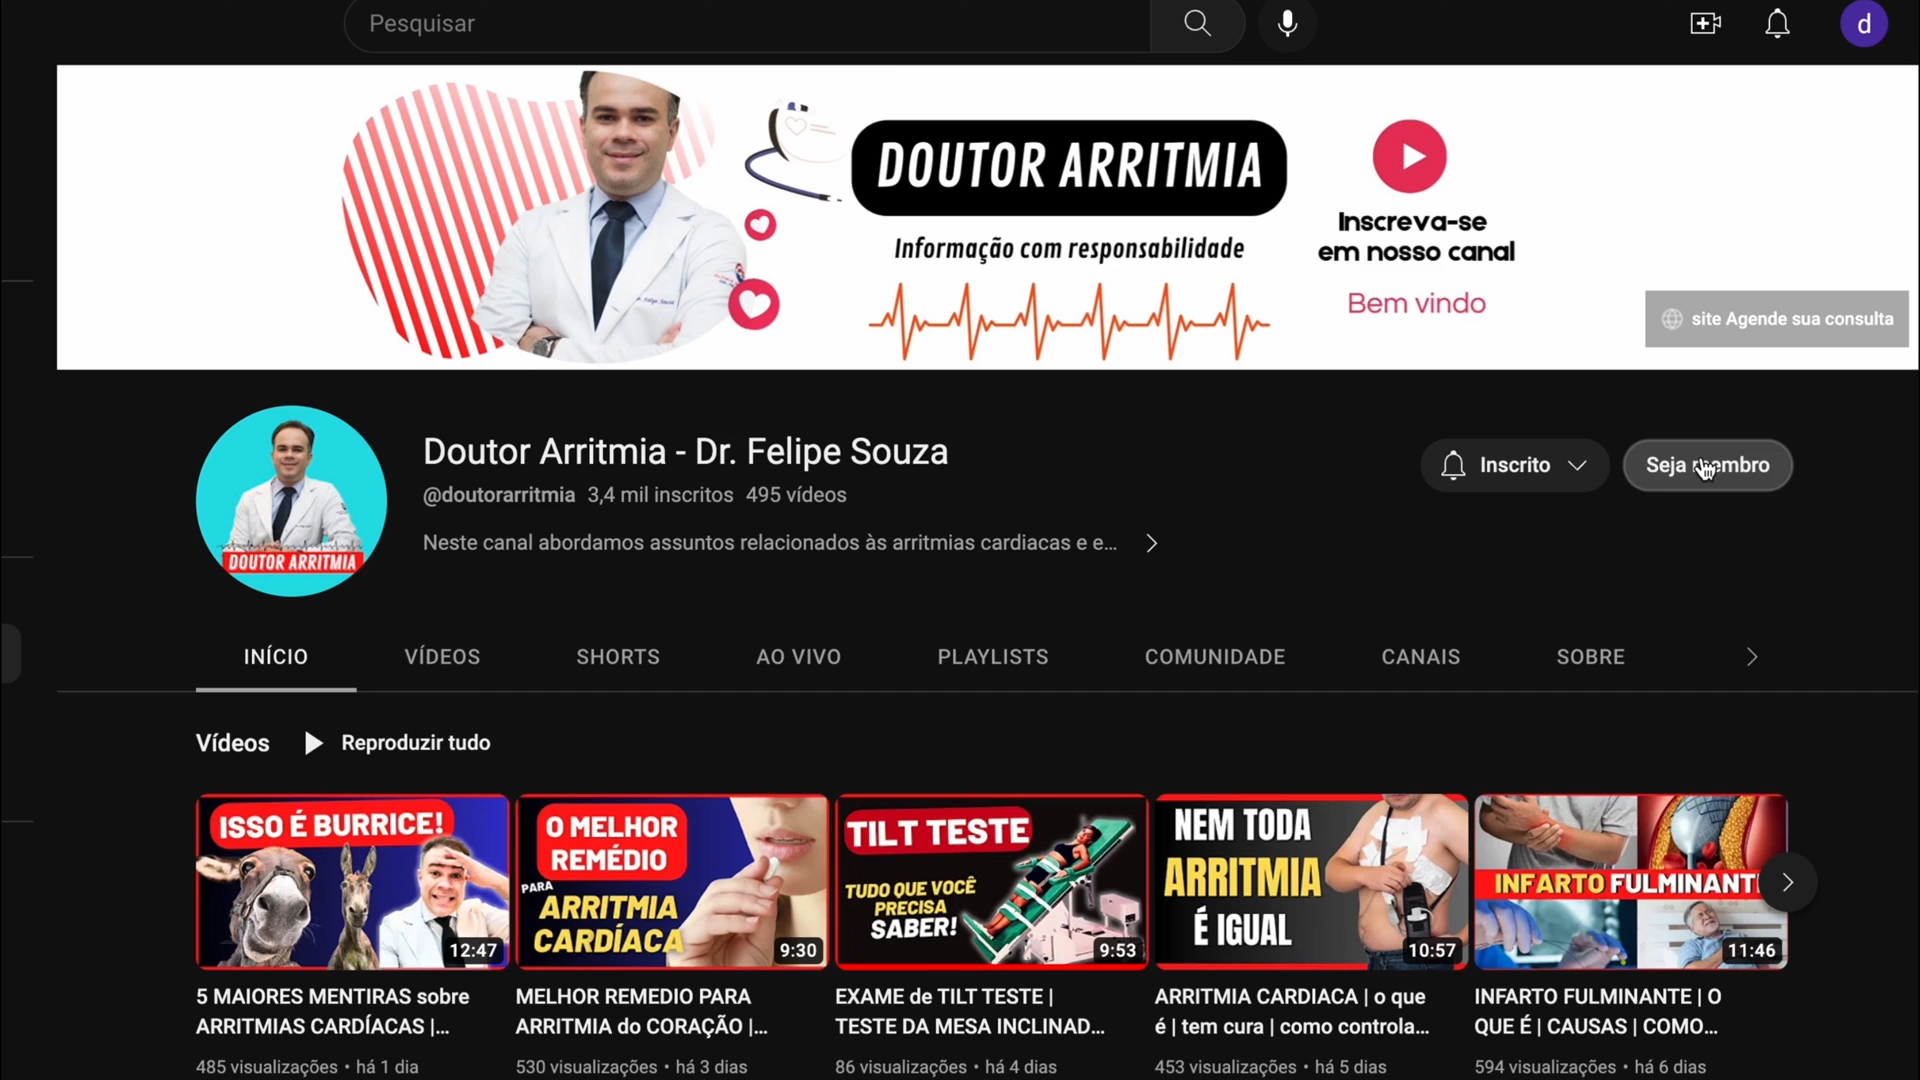 Pesquisar
d
DOUTOR ARRITMIA
Informação com responsabilidade
Inscreva-se
em nosso canal
Bem vindo
site Agende sua consulta
DOUTOR ARRITMIA
Doutor Arritmia - Dr. Felipe Souza
@doutorarritmia 3,4 mil inscritos 495 vídeos
Neste canal abordamos assuntos relacionados às arritmias cardiacas e e...
Inscrito
Seja membro
INÍCIO VÍDEOS SHORTS AO VIVO PLAYLISTS COMUNIDADE CANAIS SOBRE
Vídeos Reproduzir tudo
ISSO É BURRICE!
12:47
O MELHOR
REMÉDIO
PARA
ARRITMIA
CARDÍACA
9:30
TILT TESTE
TUDO QUE VOCÊ
PRECISA
SABER!
9:53
NEM TODA
ARRITMIA
É IGUAL
10:57
INFARTO FULMINANT
11:46
5 MAIORES MENTIRAS sobre
ARRITMIAS CARDÍACAS |...
485 visualizações • há 1 dia
MELHOR REMEDIO PARA
ARRITMIA do CORAÇÃO |...
530 visualizações • há 3 dias
EXAME de TILT TESTE |
TESTE DA MESA INCLINAD...
86 visualizações • há 4 dias
ARRITMIA CARDIACA | o que
é | tem cura | como controla...
453 visualizações • há 5 dias
INFARTO FULMINANTE | O
QUE É | CAUSAS | COMO...
594 visualizações • há 6 dias